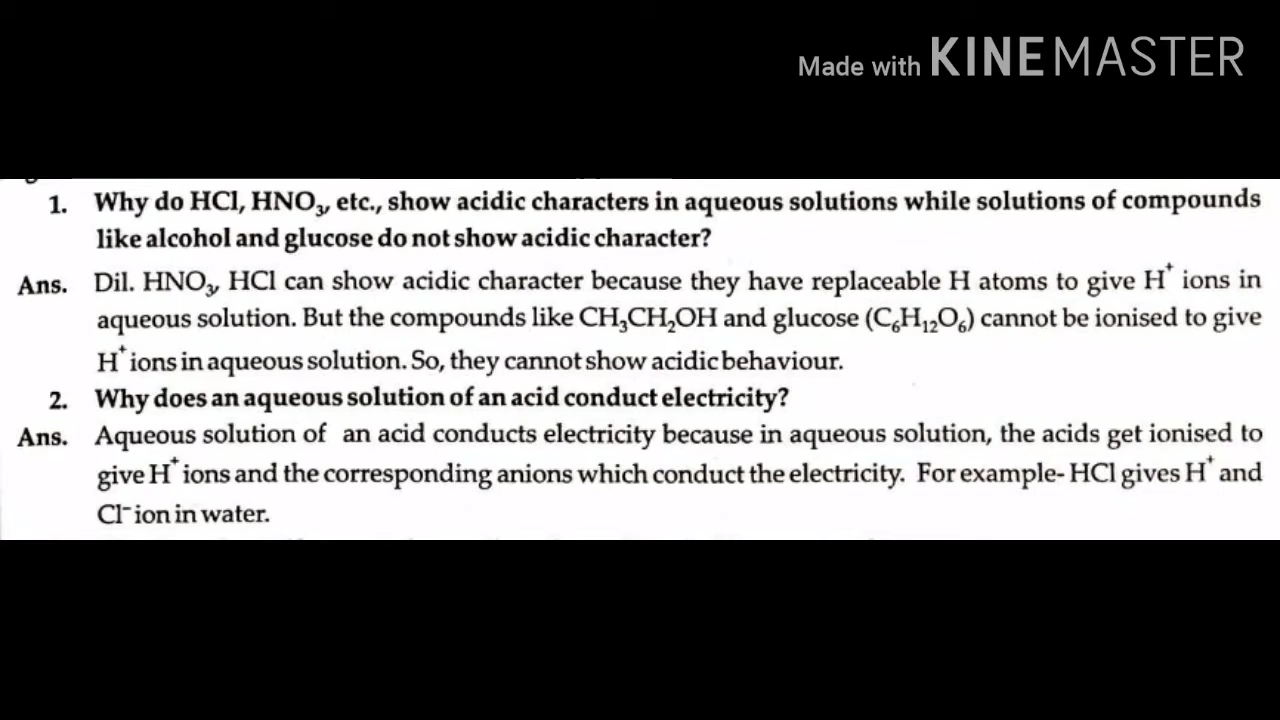 Made with KINEMASTER
1. Why do HCl, HNO₃, etc., show acidic characters in aqueous solutions while solutions of compounds
like alcohol and glucose do not show acidic character?
Ans. Dil. HNO₃, HCl can show acidic character because they have replaceable H atoms to give H⁺ ions in
aqueous solution. But the compounds like CH₃CH₂OH and glucose (C₆H₁₂O₆) cannot be ionised to give
H⁺ ions in aqueous solution. So, they cannot show acidic behaviour.
2. Why does an aqueous solution of an acid conduct electricity?
Ans. Aqueous solution of an acid conducts electricity because in aqueous solution, the acids get ionised to
give H⁺ ions and the corresponding anions which conduct the electricity. For example- HCl gives H⁺ and
Cl⁻ ion in water.